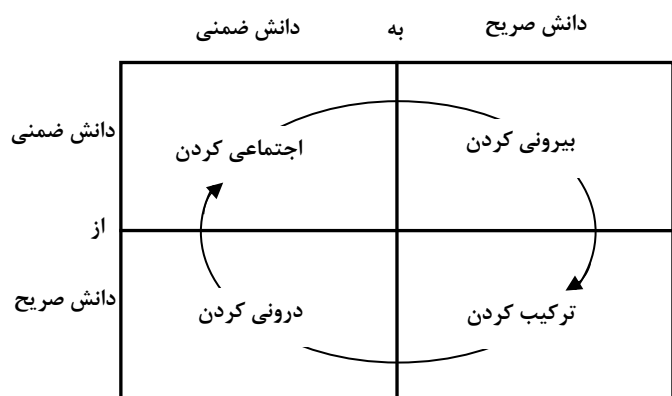 دانش صریح به دانش ضمنی
دانش ضمنی
بیرونی کردن
اجتماعی کردن
از
دانش صریح
ترکیب کردن
درونی کردن